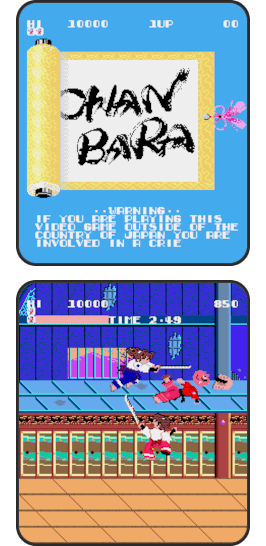 HI 10000 1UP 00
CHAN
BARA
··WARNING··
IF YOU ARE PLAYING THIS
VIDEO GAME OUTSIDE OF THE
COUNTRY OF JAPAN YOU ARE
INVOLVED IN A CRIE
HI 10000 850
TIME 2·49